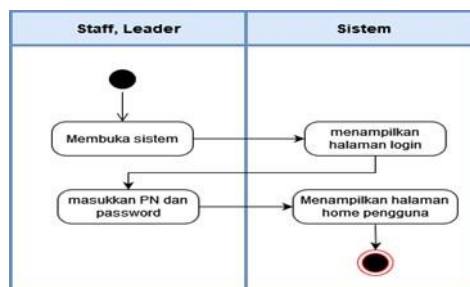 Staff, Leader
Sistem
Membuka sistem
menampilkan
halaman login
masukkan PN dan
password
Menampilkan halaman
home pengguna